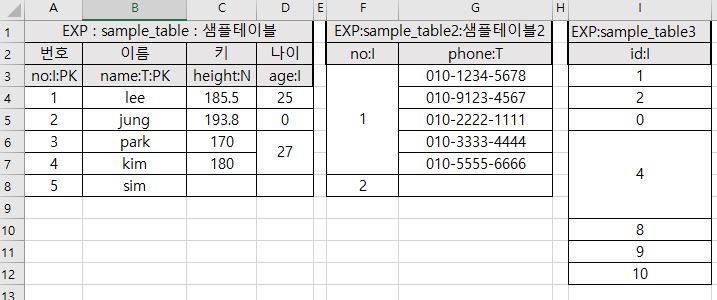 A B C D E F G H I
1 EXP : sample_table : 샘플테이블 EXP:sample_table2:샘플테이블2 EXP:sample_table3
2 번호 이름 키 나이 no:I phone:T id:I
3 no:I:PK name:T:PK height:N age:I 010-1234-5678 1
4 1 lee 185.5 25 010-9123-4567 2
5 2 jung 193.8 0 1 010-2222-1111 0
6 3 park 170 27 010-3333-4444
7 4 kim 180 010-5555-6666 4
8 5 sim 2
9
10 8
11 9
12 10
13